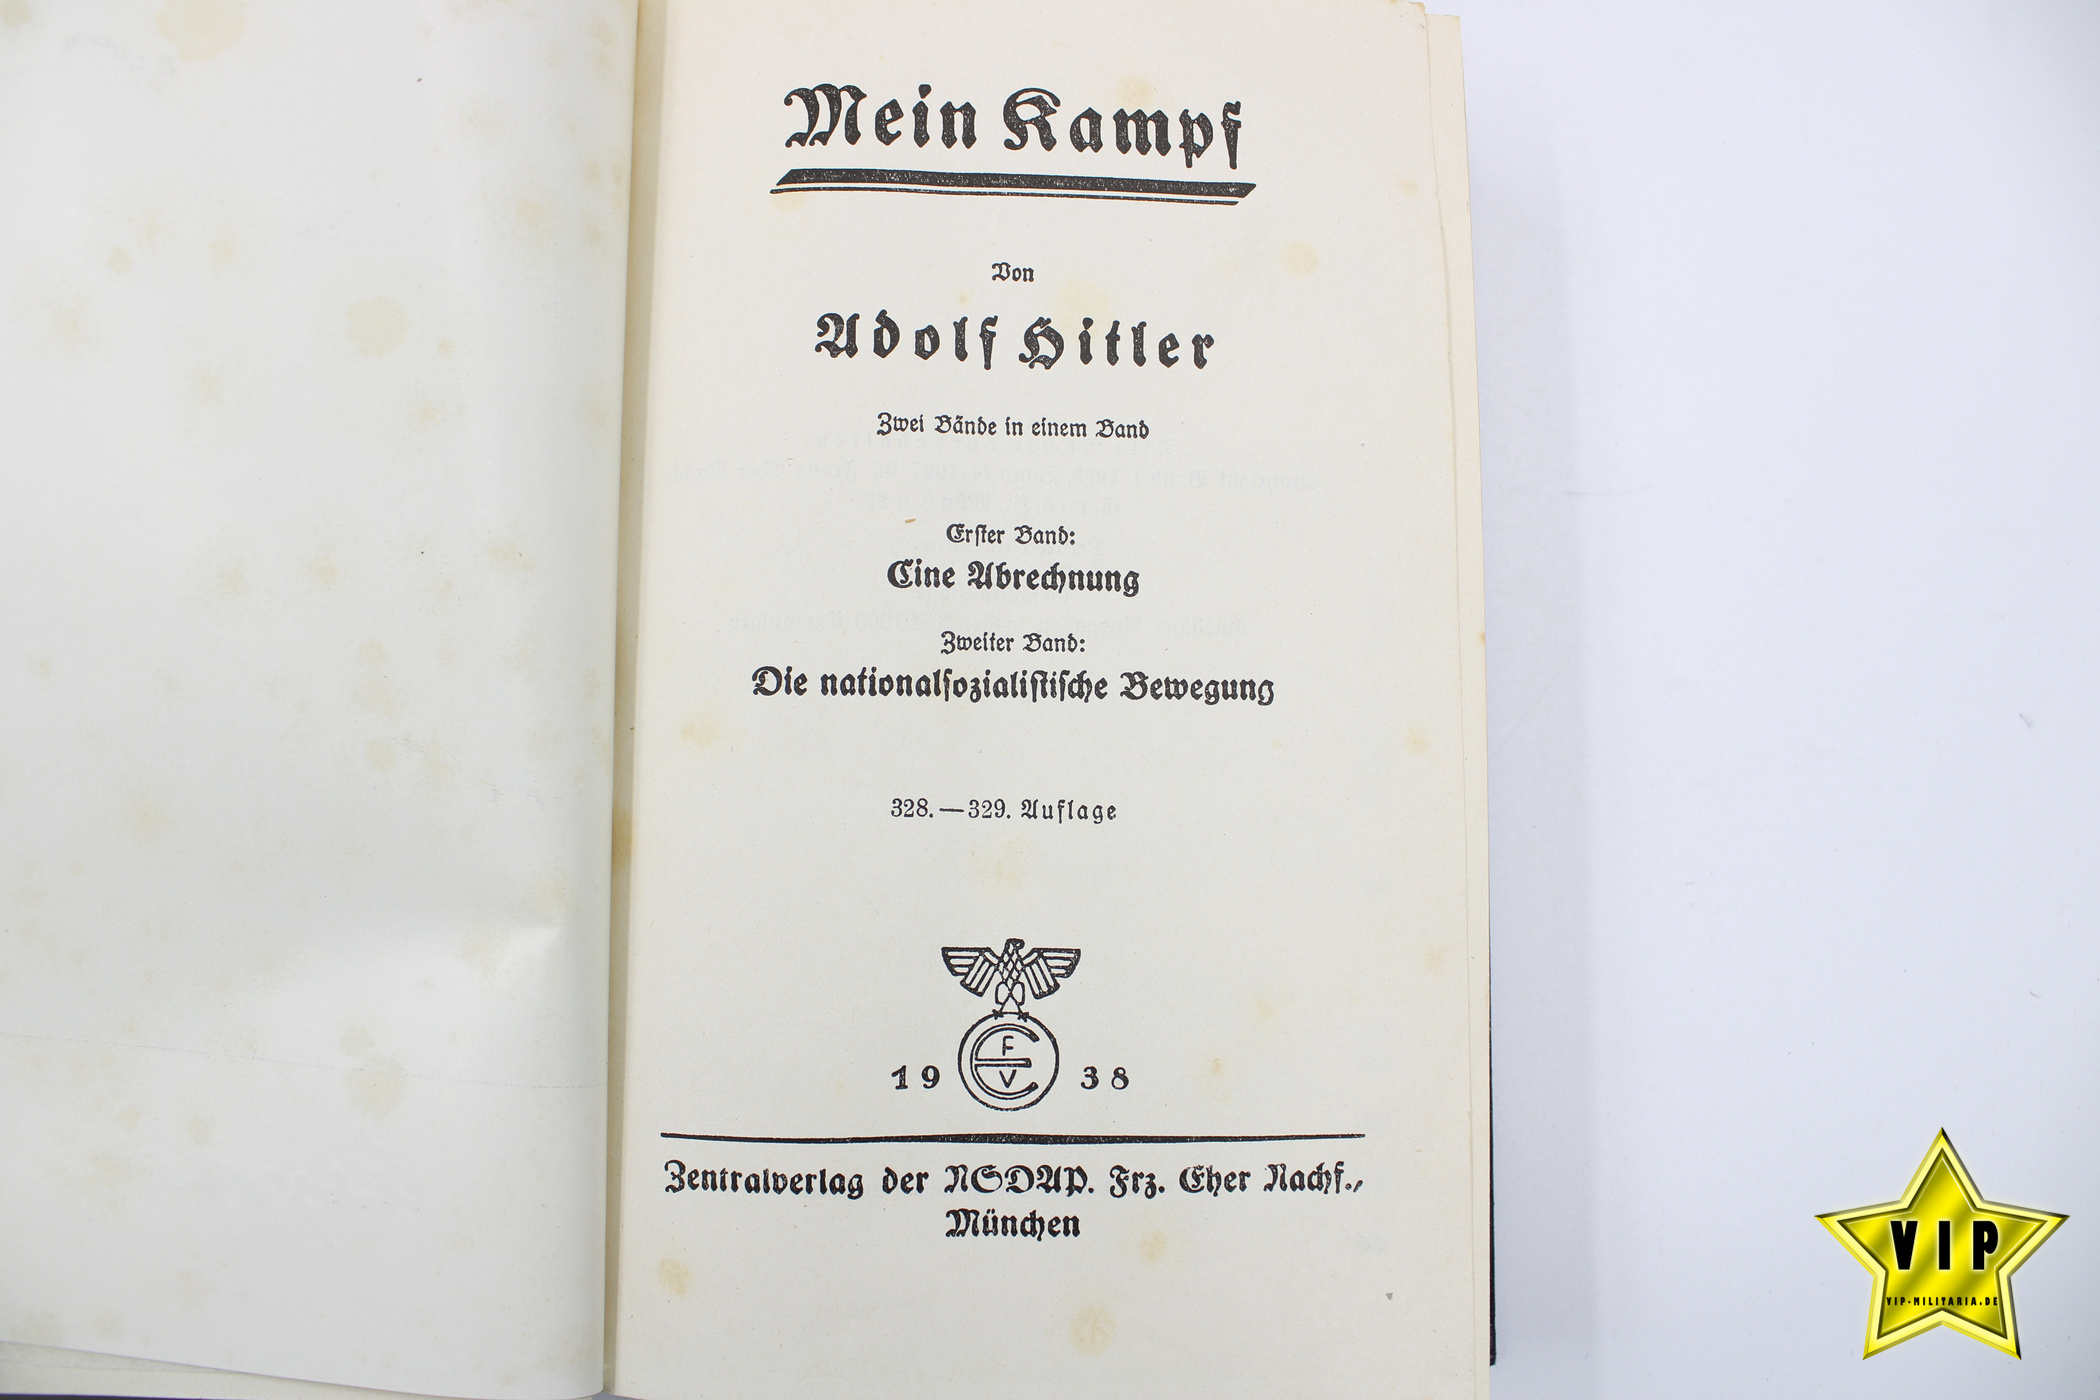 Mein Kampf
Von
Adolf Hitler
Zwei Bände in einem Band
Erster Band:
Eine Abrechnung
Zweiter Band:
Die nationalsozialistische Bewegung
328.—329. Auflage
F
E
V
19 38
Zentralverlag der NSDAP. Frz. Eher Nachf.,
München
VIP
VIP-MILITARIA.DE